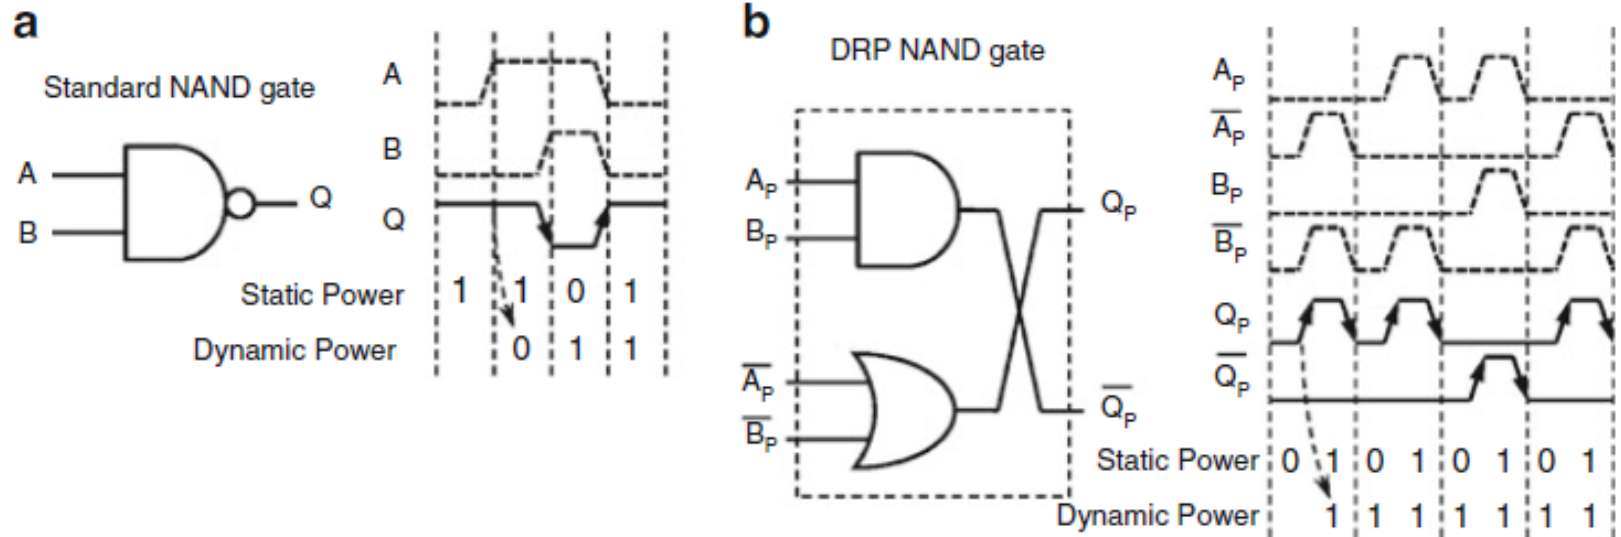 a
Standard NAND gate
A
B
Q
A
B
Q
Static Power 1 1 0 1
Dynamic Power 0 1 1
b
DRP NAND gate
A_P
B_P
A̅_P
B̅_P
Q_P
Q̅_P
A_P
A̅_P
B_P
B̅_P
Q_P
Q̅_P
Static Power 0 1 0 1 0 1 0 1
Dynamic Power 1 1 1 1 1 1 1